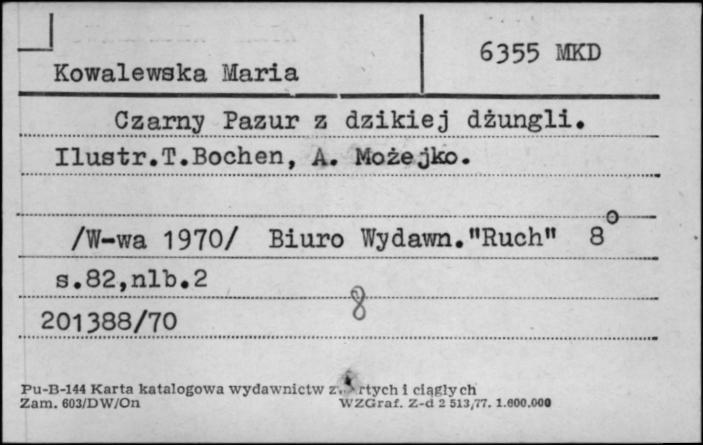 6355 MKD
Kowalewska Maria
Czarny Pazur z dzikiej dżungli.
Ilustr.T.Bochen, A. Możejko.
/W-wa 1970/ Biuro Wydawn."Ruch" 8°
s.82,nlb.2
8
201388/70
Pu-B-144 Karta katalogowa wydawnictw i ciągłych
Zam. 603/DW/On WZGraf. Z-d 2 513/77. 1.600.000